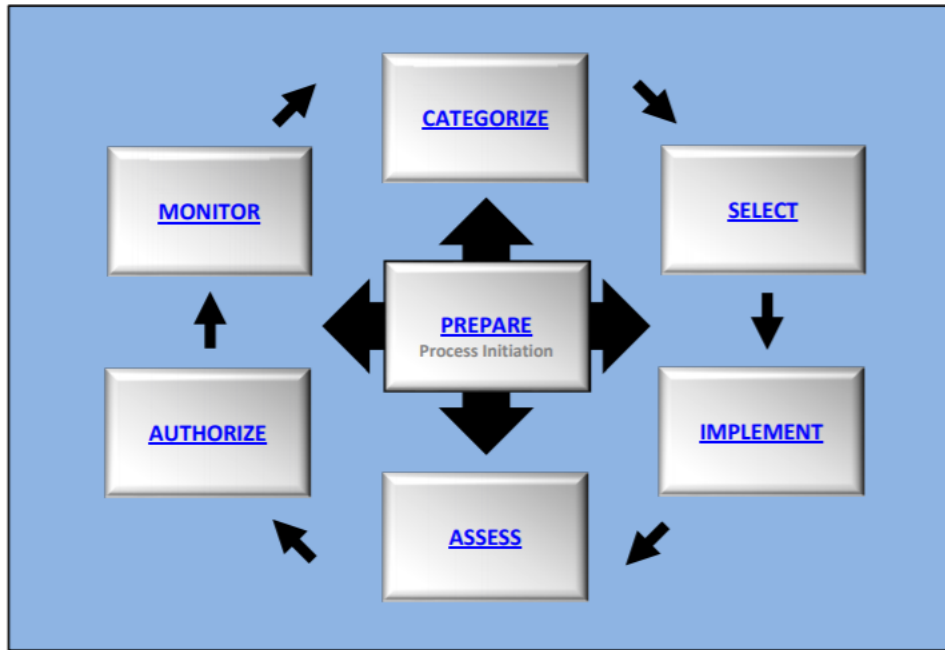 CATEGORIZE
MONITOR
SELECT
PREPARE
Process Initiation
AUTHORIZE
IMPLEMENT
ASSESS